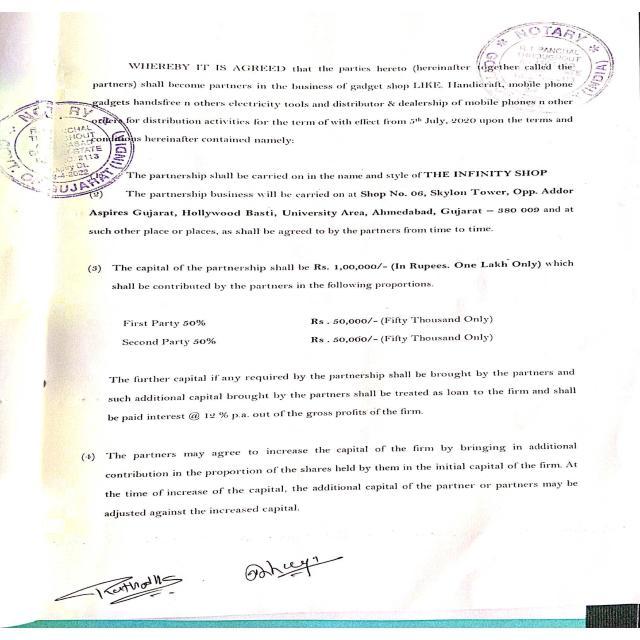 WHEREBY IT IS AGREED that the parties hereto (hereinafter together called the
partners) shall become partners in the business of gadget shop LIKE. Handicraft, mobile phone
gadgets handsfree n others electricity tools and distributor & dealership of mobile phones n other
for distribution activities for the term of with effect from 5th July, 2020 upon the terms and
hereinafter contained namely:
NOTARY
R.T. PANCHAL
NOTARY
2113
GUJARAT (INDIA)
The partnership shall be carried on in the name and style of THE INFINITY SHOP
(2) The partnership business will be carried on at Shop No. 06, Skylon Tower, Opp. Addor
Aspires Gujarat, Hollywood Basti, University Area, Ahmedabad, Gujarat – 380 009 and at
such other place or places, as shall be agreed to by the partners from time to time.
(3) The capital of the partnership shall be Rs. 1,00,000/- (In Rupees. One Lakh Only) which
shall be contributed by the partners in the following proportions.
First Party 50% Rs . 50,000/- (Fifty Thousand Only)
Second Party 50% Rs . 50,000/- (Fifty Thousand Only)
The further capital if any required by the partnership shall be brought by the partners and
such additional capital brought by the partners shall be treated as loan to the firm and shall
be paid interest @ 12 % p.a. out of the gross profits of the firm.
(4) The partners may agree to increase the capital of the firm by bringing in additional
contribution in the proportion of the shares held by them in the initial capital of the firm. At
the time of increase of the capital, the additional capital of the partner or partners may be
adjusted against the increased capital.